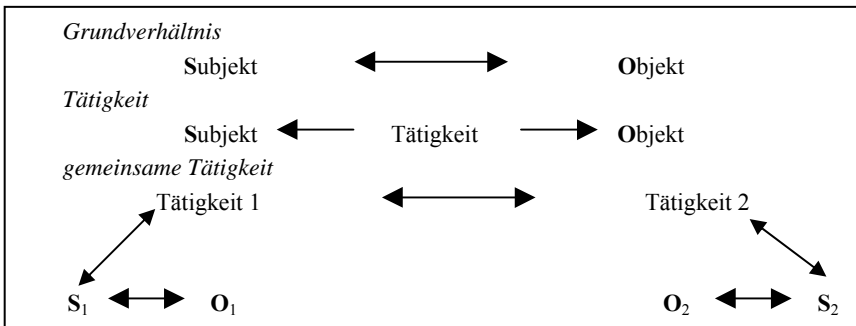 Grundverhältnis
Subjekt Objekt
Tätigkeit
Subjekt Tätigkeit Objekt
gemeinsame Tätigkeit
Tätigkeit 1 Tätigkeit 2
S₁ O₁ O₂ S₂